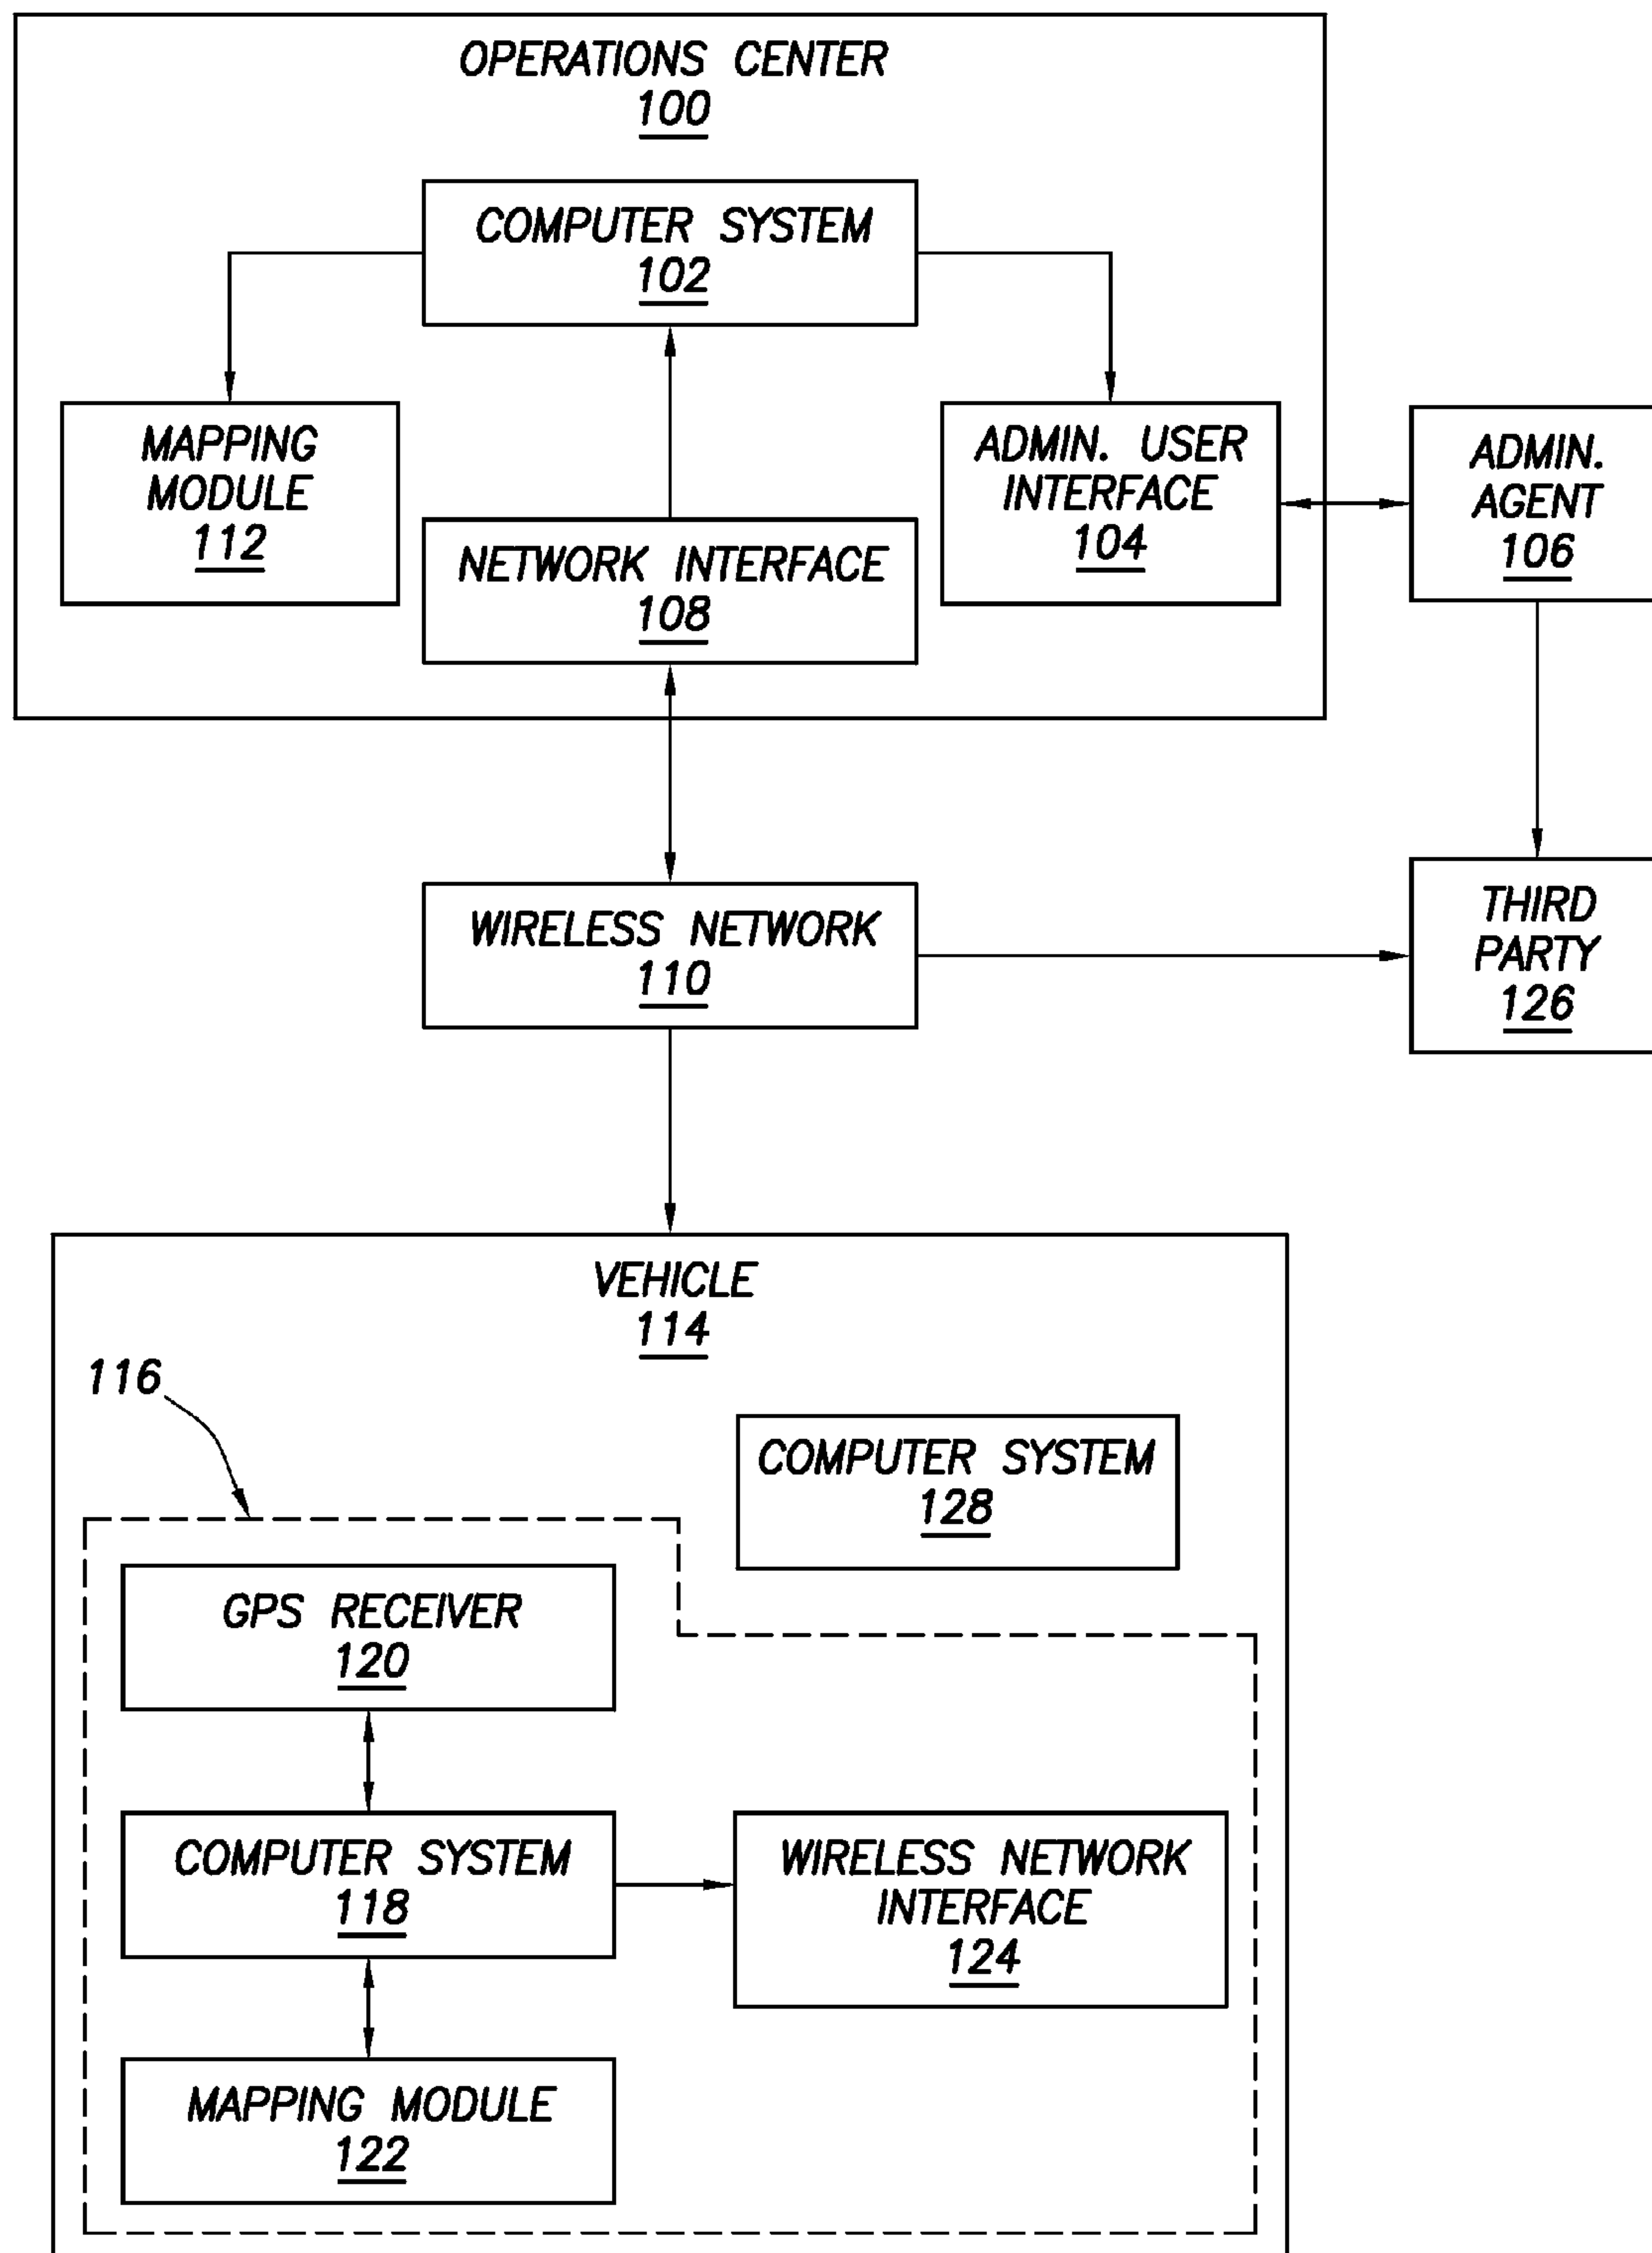 OPERATIONS CENTER
100
COMPUTER SYSTEM
102
MAPPING
MODULE
112
NETWORK INTERFACE
108
ADMIN. USER
INTERFACE
104
ADMIN.
AGENT
106
WIRELESS NETWORK
110
THIRD
PARTY
126
VEHICLE
114
116
COMPUTER SYSTEM
128
GPS RECEIVER
120
COMPUTER SYSTEM
118
WIRELESS NETWORK
INTERFACE
124
MAPPING MODULE
122